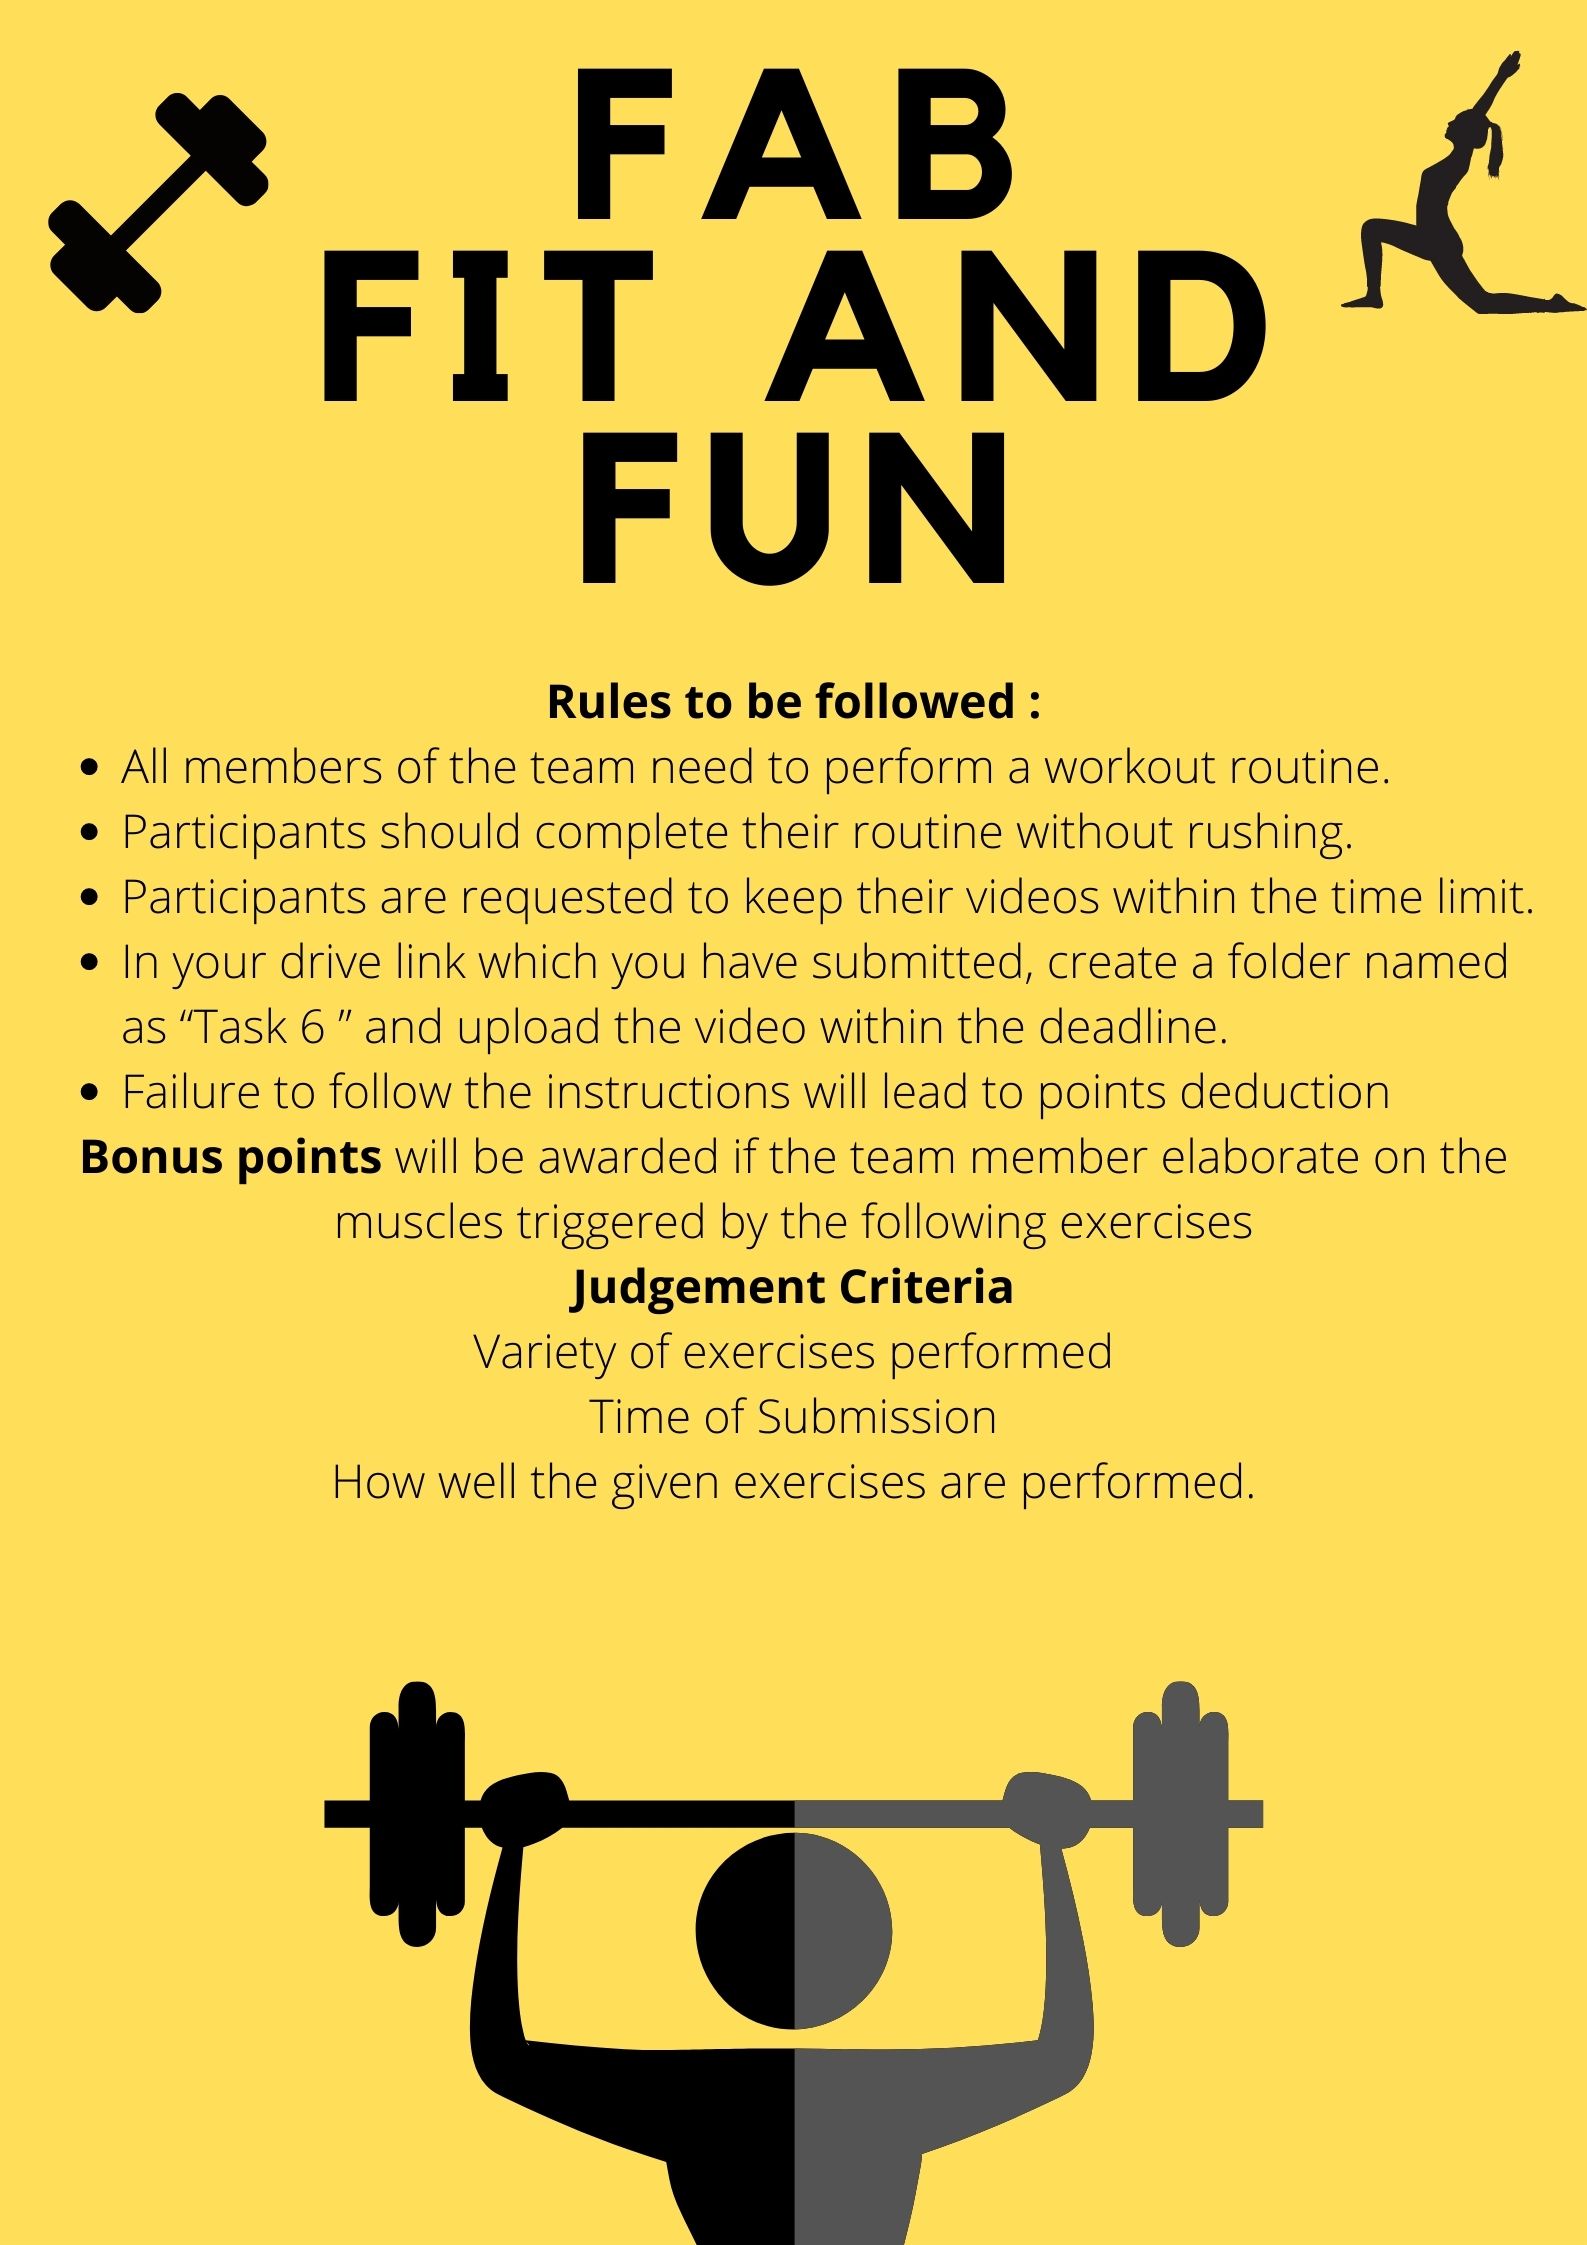 FAB
FIT AND
FUN
Rules to be followed :
• All members of the team need to perform a workout routine.
• Participants should complete their routine without rushing.
• Participants are requested to keep their videos within the time limit.
• In your drive link which you have submitted, create a folder named
as “Task 6 ” and upload the video within the deadline.
• Failure to follow the instructions will lead to points deduction
Bonus points will be awarded if the team member elaborate on the
muscles triggered by the following exercises
Judgement Criteria
Variety of exercises performed
Time of Submission
How well the given exercises are performed.